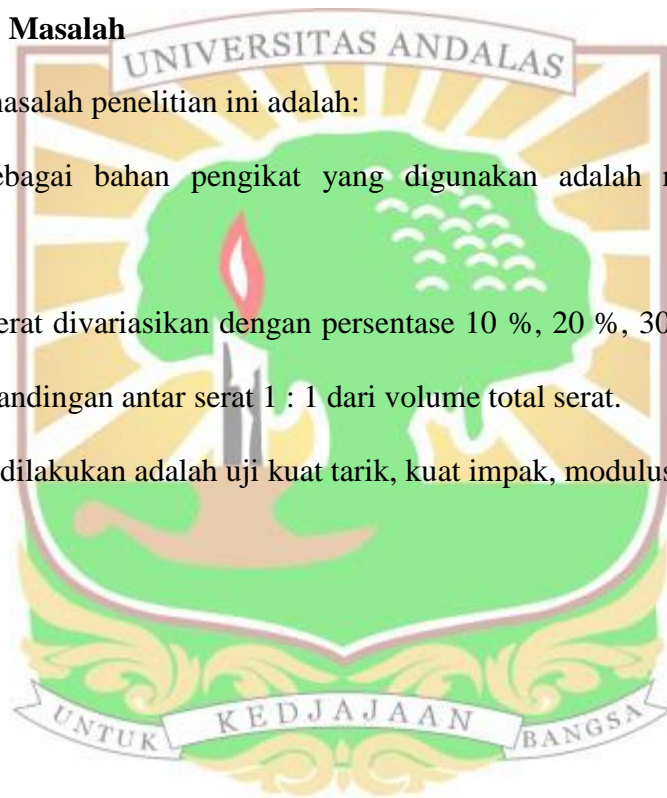 Masalah
UNIVERSITAS ANDALAS
masalah penelitian ini adalah:
sebagai bahan pengikat yang digunakan adalah
serat divariasikan dengan persentase 10 %, 20 %, 30
andingan antar serat 1 : 1 dari volume total serat.
dilakukan adalah uji kuat tarik, kuat impak, modulus
UNTUK KEDJAJAAN BANGSA